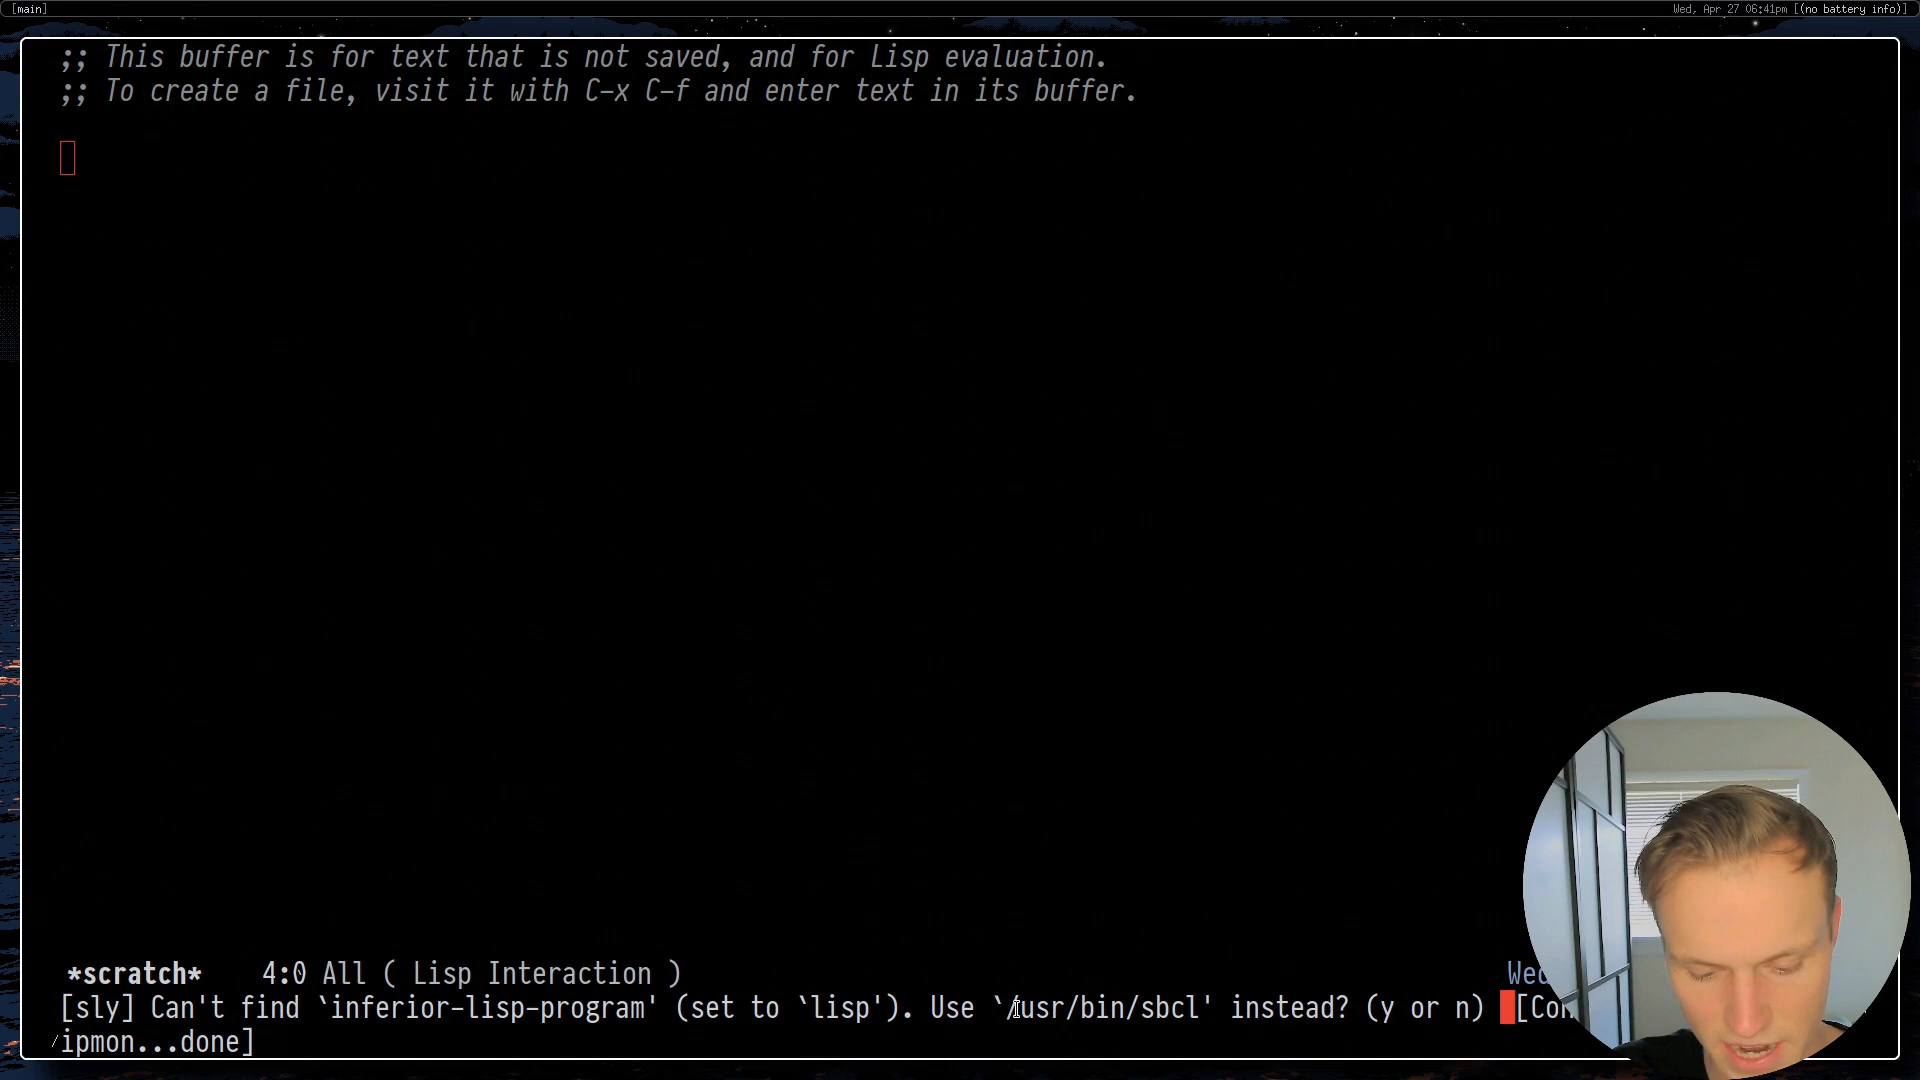 [main]
Wed, Apr 27 06:41pm [(no battery info)]
;; This buffer is for text that is not saved, and for Lisp evaluation.
;; To create a file, visit it with C-x C-f and enter text in its buffer.
*scratch* 4:0 All ( Lisp Interaction )
[sly] Can't find `inferior-lisp-program' (set to `lisp'). Use `/usr/bin/sbcl' instead? (y or n)
/ipmon...done]